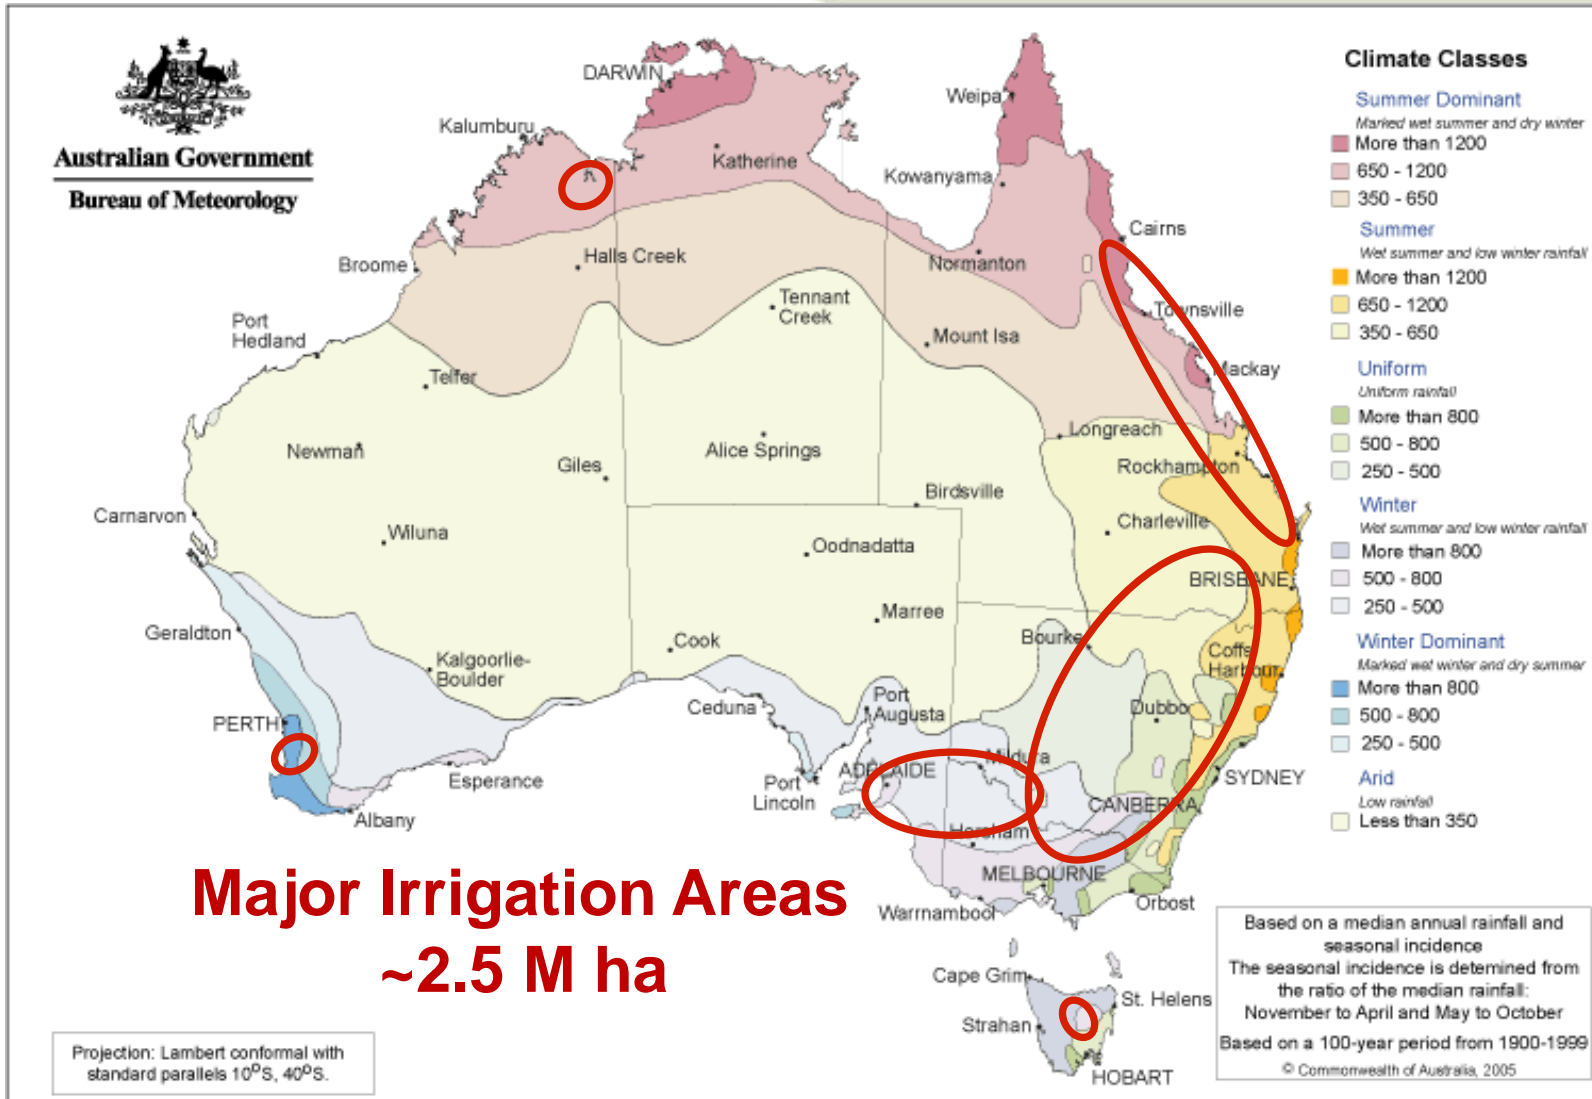 Australian Government
Bureau of Meteorology
DARWIN
Weipa
Kalumburu
Katherine
Kowanyama
Cairns
Broome
Halls Creek
Normanton
Tennant
Creek
Townsville
Port
Hedland
Mount Isa
Telfer
Mackay
Longreach
Newman
Giles
Alice Springs
Rockhampton
Birdsville
Carnarvon
Wiluna
Oodnadatta
Charleville
BRISBANE
Marree
Geraldton
Cook
Bourke
Coffs
Harbour
Kalgoorlie-
Boulder
Port
Augusta
Ceduna
Dubbo
PERTH
Mildura
ADELAIDE
Esperance
Port
Lincoln
SYDNEY
CANBERRA
Albany
Horsham
MELBOURNE
Orbost
Warrnambool
Cape Grim
St. Helens
Strahan
HOBART
Major Irrigation Areas
~2.5 M ha
Projection: Lambert conformal with
standard parallels 10°S, 40°S.
Climate Classes
Summer Dominant
Marked wet summer and dry winter
More than 1200
650 - 1200
350 - 650
Summer
Wet summer and low winter rainfall
More than 1200
650 - 1200
350 - 650
Uniform
Uniform rainfall
More than 800
500 - 800
250 - 500
Winter
Wet summer and low winter rainfall
More than 800
500 - 800
250 - 500
Winter Dominant
Marked wet winter and dry summer
More than 800
500 - 800
250 - 500
Arid
Low rainfall
Less than 350
Based on a median annual rainfall and
seasonal incidence
The seasonal incidence is detemined from
the ratio of the median rainfall:
November to April and May to October
Based on a 100-year period from 1900-1999
© Commonwealth of Australia, 2005